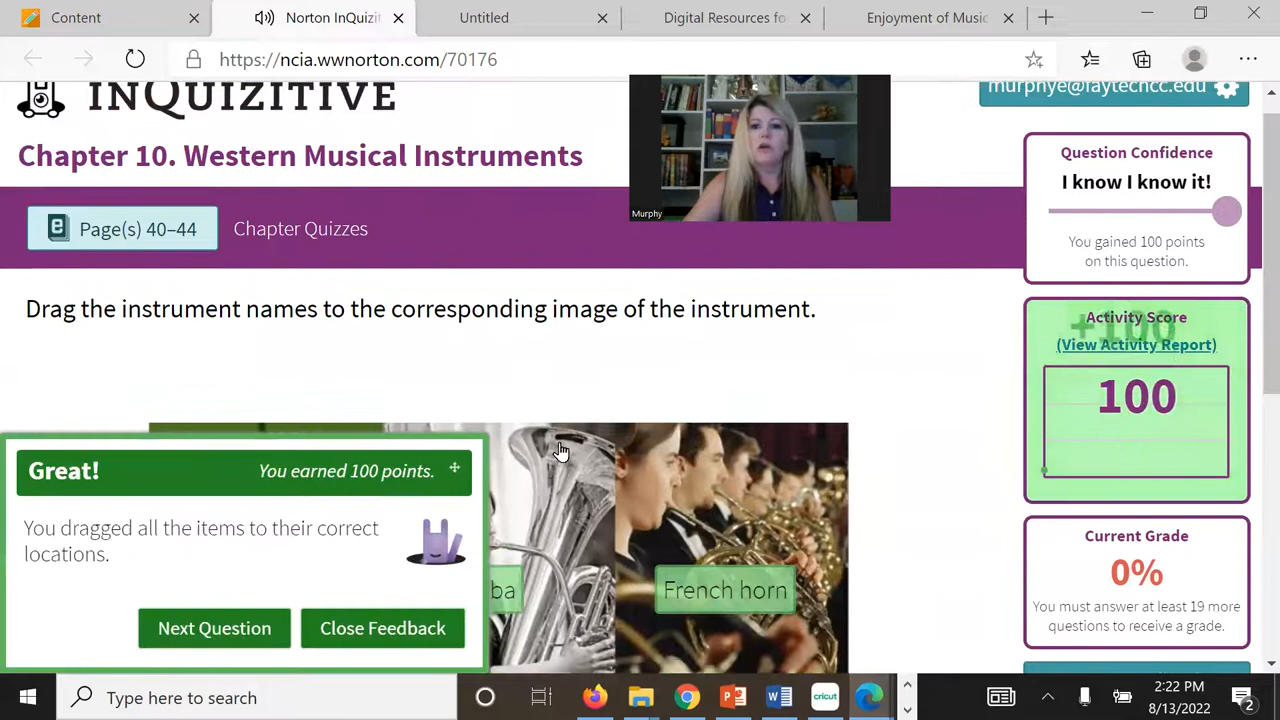 Content
Norton InQuizit
Untitled
Digital Resources fo
Enjoyment of Music
https://ncia.wwnorton.com/70176
INQUIZITIVE
murphye@faytechcc.edu
Chapter 10. Western Musical Instruments
Murphy
Page(s) 40–44
Chapter Quizzes
Question Confidence
I know I know it!
You gained 100 points
on this question.
Drag the instrument names to the corresponding image of the instrument.
Activity Score
+100
(View Activity Report)
100
Great!
You earned 100 points.
You dragged all the items to their correct
locations.
Next Question
Close Feedback
ba
French horn
Current Grade
0%
You must answer at least 19 more
questions to receive a grade.
Type here to search
cricut
2:22 PM
8/13/2022
2